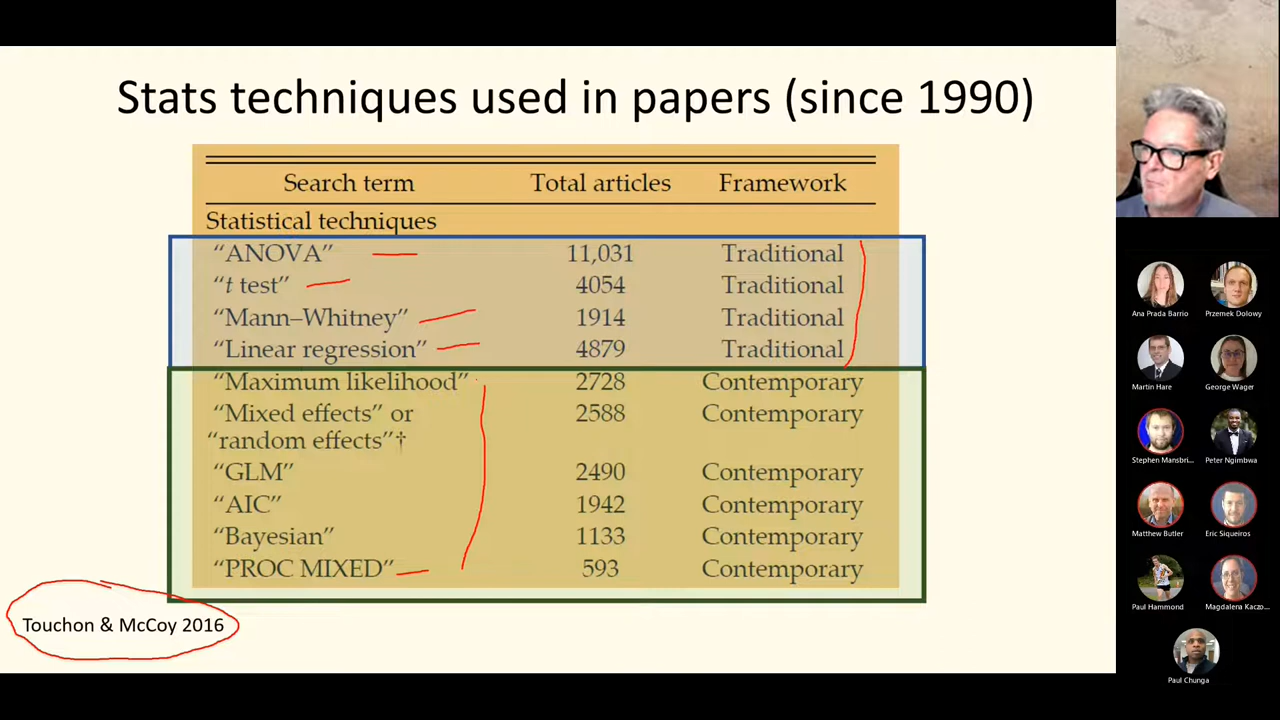 Stats techniques used in papers (since 1990)
Search term Total articles Framework
Statistical techniques
“ANOVA” 11,031 Traditional
“t test” 4054 Traditional
“Mann–Whitney” 1914 Traditional
“Linear regression” 4879 Traditional
“Maximum likelihood” 2728 Contemporary
“Mixed effects” or 2588 Contemporary
“random effects”†
“GLM” 2490 Contemporary
“AIC” 1942 Contemporary
“Bayesian” 1133 Contemporary
“PROC MIXED” 593 Contemporary
Touchon & McCoy 2016
Ana Prada Barrio Przemek Dolowy
Martin Hare George Wager
Stephen Mansbri... Peter Ngimbwa
Matthew Butler Eric Siqueiros
Paul Hammond Magdalena Kaczo...
Paul Chunga